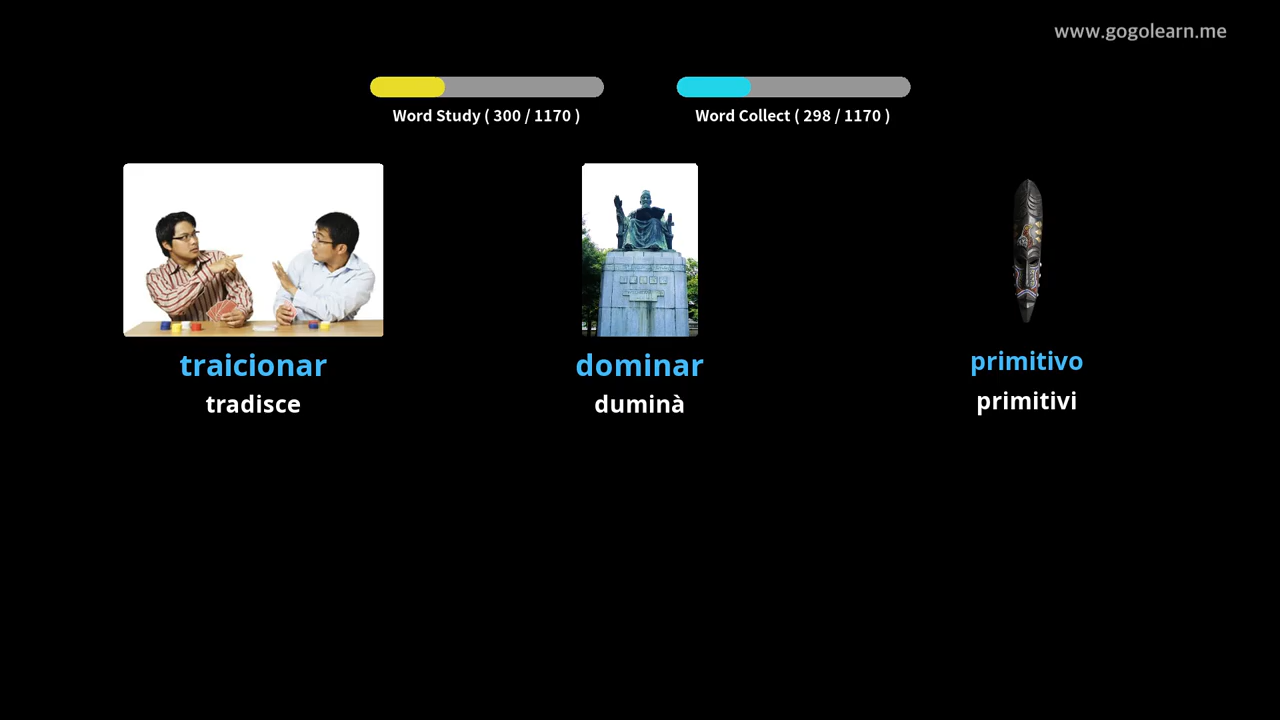 www.gogolearn.me
Word Study ( 300 / 1170 )
Word Collect ( 298 / 1170 )
traicionar
dominar
primitivo
tradisce
duminà
primitivi